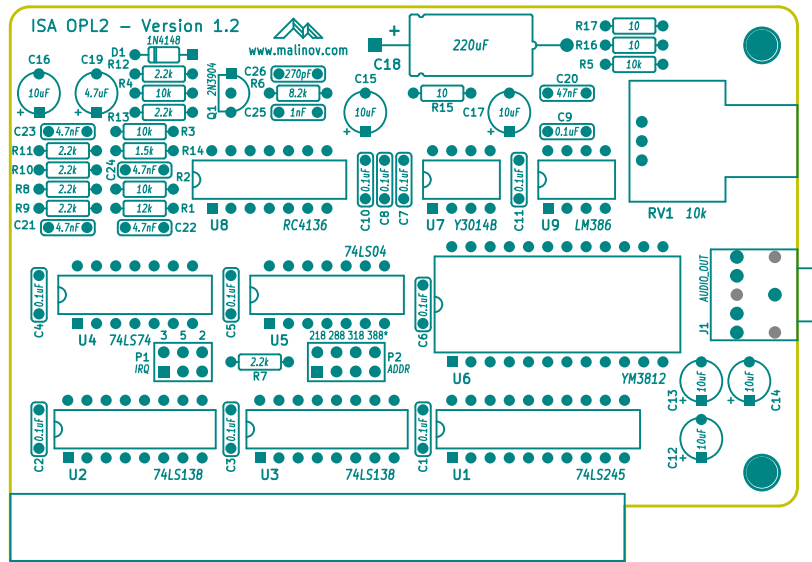 ISA OPL2 - Version 1.2
www.malinov.com
D1
1N4148
C16
10uF
C19
4.7uF
R12
2.2k
R4
10k
R13
2.2k
Q1
2N3904
C26
270pF
R6
8.2k
C25
1nF
C15
10uF
C18
220uF
R17
10
R16
10
R5
10k
10
R15
C17
10uF
C20
47nF
C9
0.1uF
C23
4.7nF
10k
R3
R11
2.2k
1.5k
R14
R10
2.2k
C24
4.7nF
R2
R8
2.2k
10k
R9
2.2k
12k
R1
C21
4.7nF
4.7nF
C22
U8
RC4136
C10
0.1uF
C8
0.1uF
C7
0.1uF
U7
Y3014B
C11
0.1uF
U9
LM386
RV1
10k
74LS04
C4
0.1uF
U4
74LS74
C5
0.1uF
U5
C6
0.1uF
U6
YM3812
AUDIO_OUT
J1
P1
IRQ
3 5 2
2.2k
R7
218 288 318 388*
P2
ADDR
C13
10uF
10uF
C14
C12
10uF
C2
0.1uF
U2
74LS138
C3
0.1uF
U3
74LS138
C1
0.1uF
U1
74LS245